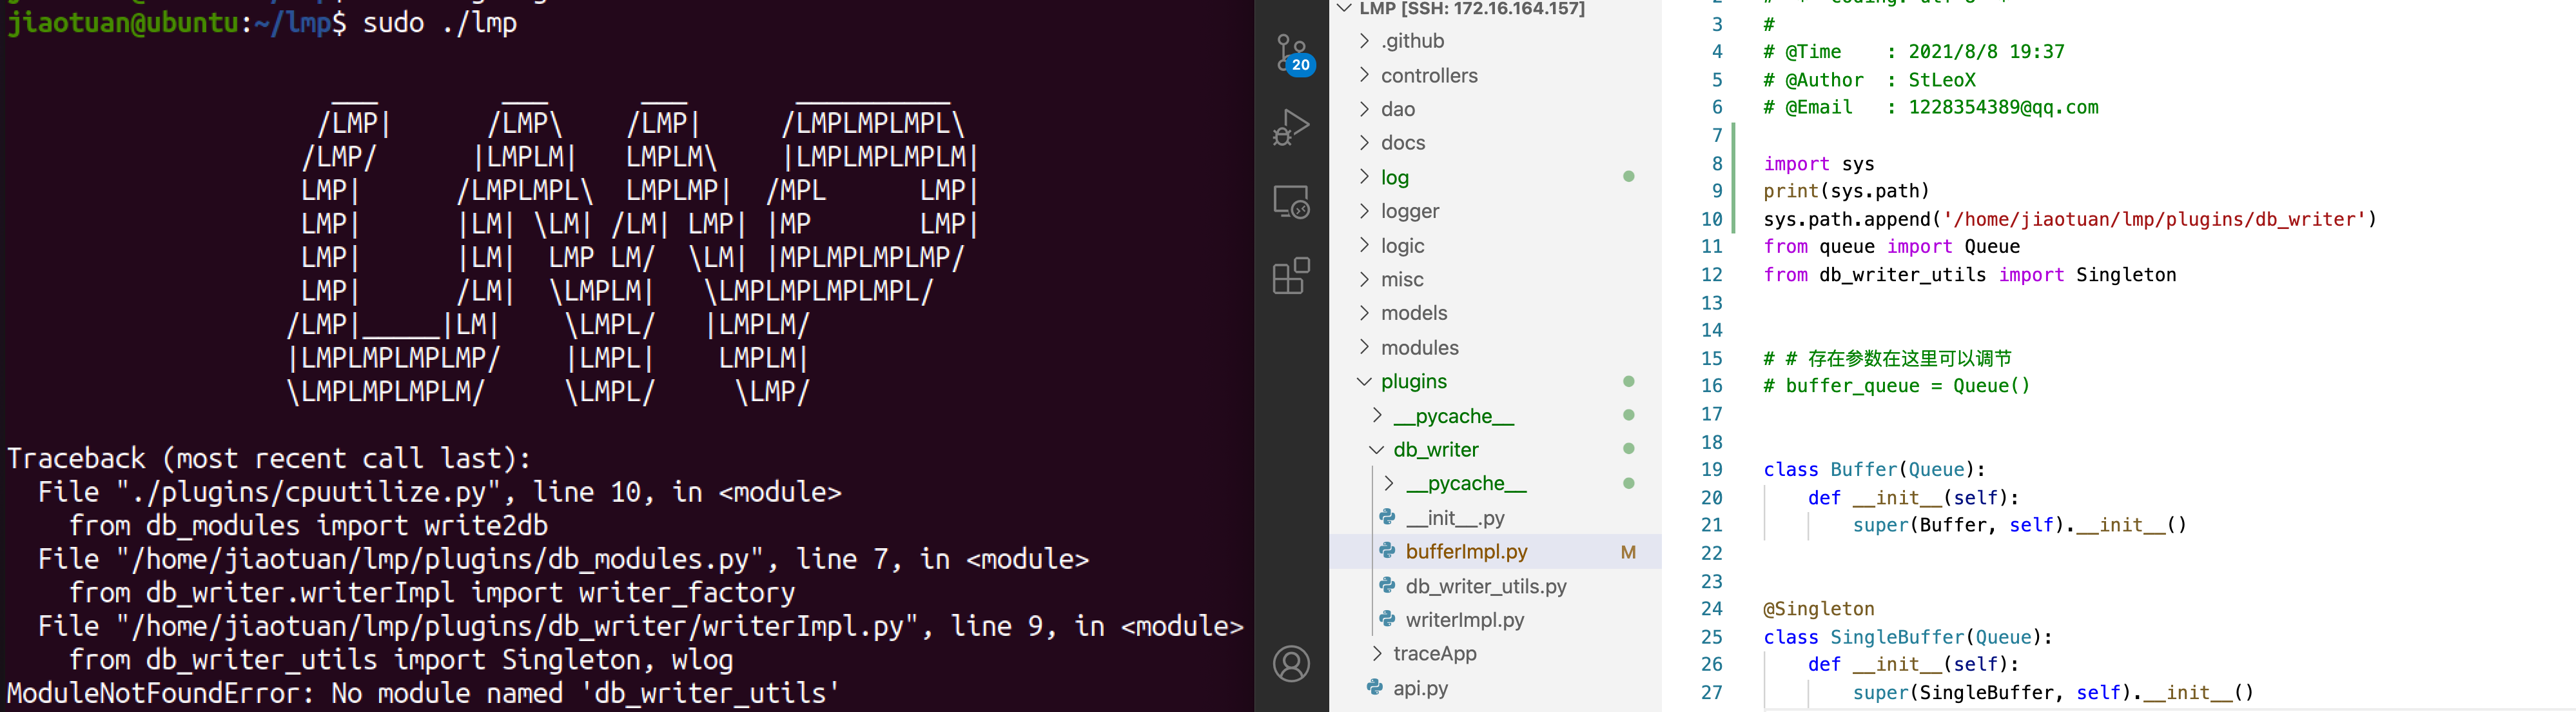 jiaotuan@ubuntu:~/lmp$ sudo ./lmp
/LMP|       /LMP\     /LMP|      /LMPLMPLMPL\
/LMP/       |LMPLM|   LMPLM\     |LMPLMPLMPLM|
LMP|       /LMPLMPL\  LMPLMP|  /MPL      LMP|
LMP|       |LM| \LM| /LM| LMP| |MP       LMP|
LMP|       |LM|  LMP LM/  \LM| |MPLMPLMPLMP/
LMP|       /LM|  \LMPLM|    \LMPLMPLMPLMPL/
/LMP|_____|LM|     \LMPL/    |LMPLM/
|LMPLMPLMPLMP/     |LMPL|     LMPLM|
\LMPLMPLMPLM/      \LMPL/      \LMP/
Traceback (most recent call last):
  File "./plugins/cpuutilize.py", line 10, in <module>
    from db_modules import write2db
  File "/home/jiaotuan/lmp/plugins/db_modules.py", line 7, in <module>
    from db_writer.writerImpl import writer_factory
  File "/home/jiaotuan/lmp/plugins/db_writer/writerImpl.py", line 9, in <module>
    from db_writer_utils import Singleton, wlog
ModuleNotFoundError: No module named 'db_writer_utils'
20
LMP [SSH: 172.16.164.157]
.github
controllers
dao
docs
log
logger
logic
misc
models
modules
plugins
__pycache__
db_writer
__pycache__
__init__.py
bufferImpl.py M
db_writer_utils.py
writerImpl.py
traceApp
api.py
3 #
4 # @Time    : 2021/8/8 19:37
5 # @Author  : StLeoX
6 # @Email   : 1228354389@qq.com
7
8 import sys
9 print(sys.path)
10 sys.path.append('/home/jiaotuan/lmp/plugins/db_writer')
11 from queue import Queue
12 from db_writer_utils import Singleton
13
14
15 # # 存在参数在这里可以调节
16 # buffer_queue = Queue()
17
18
19 class Buffer(Queue):
20     def __init__(self):
21         super(Buffer, self).__init__()
22
23
24 @Singleton
25 class SingleBuffer(Queue):
26     def __init__(self):
27         super(SingleBuffer, self).__init__()